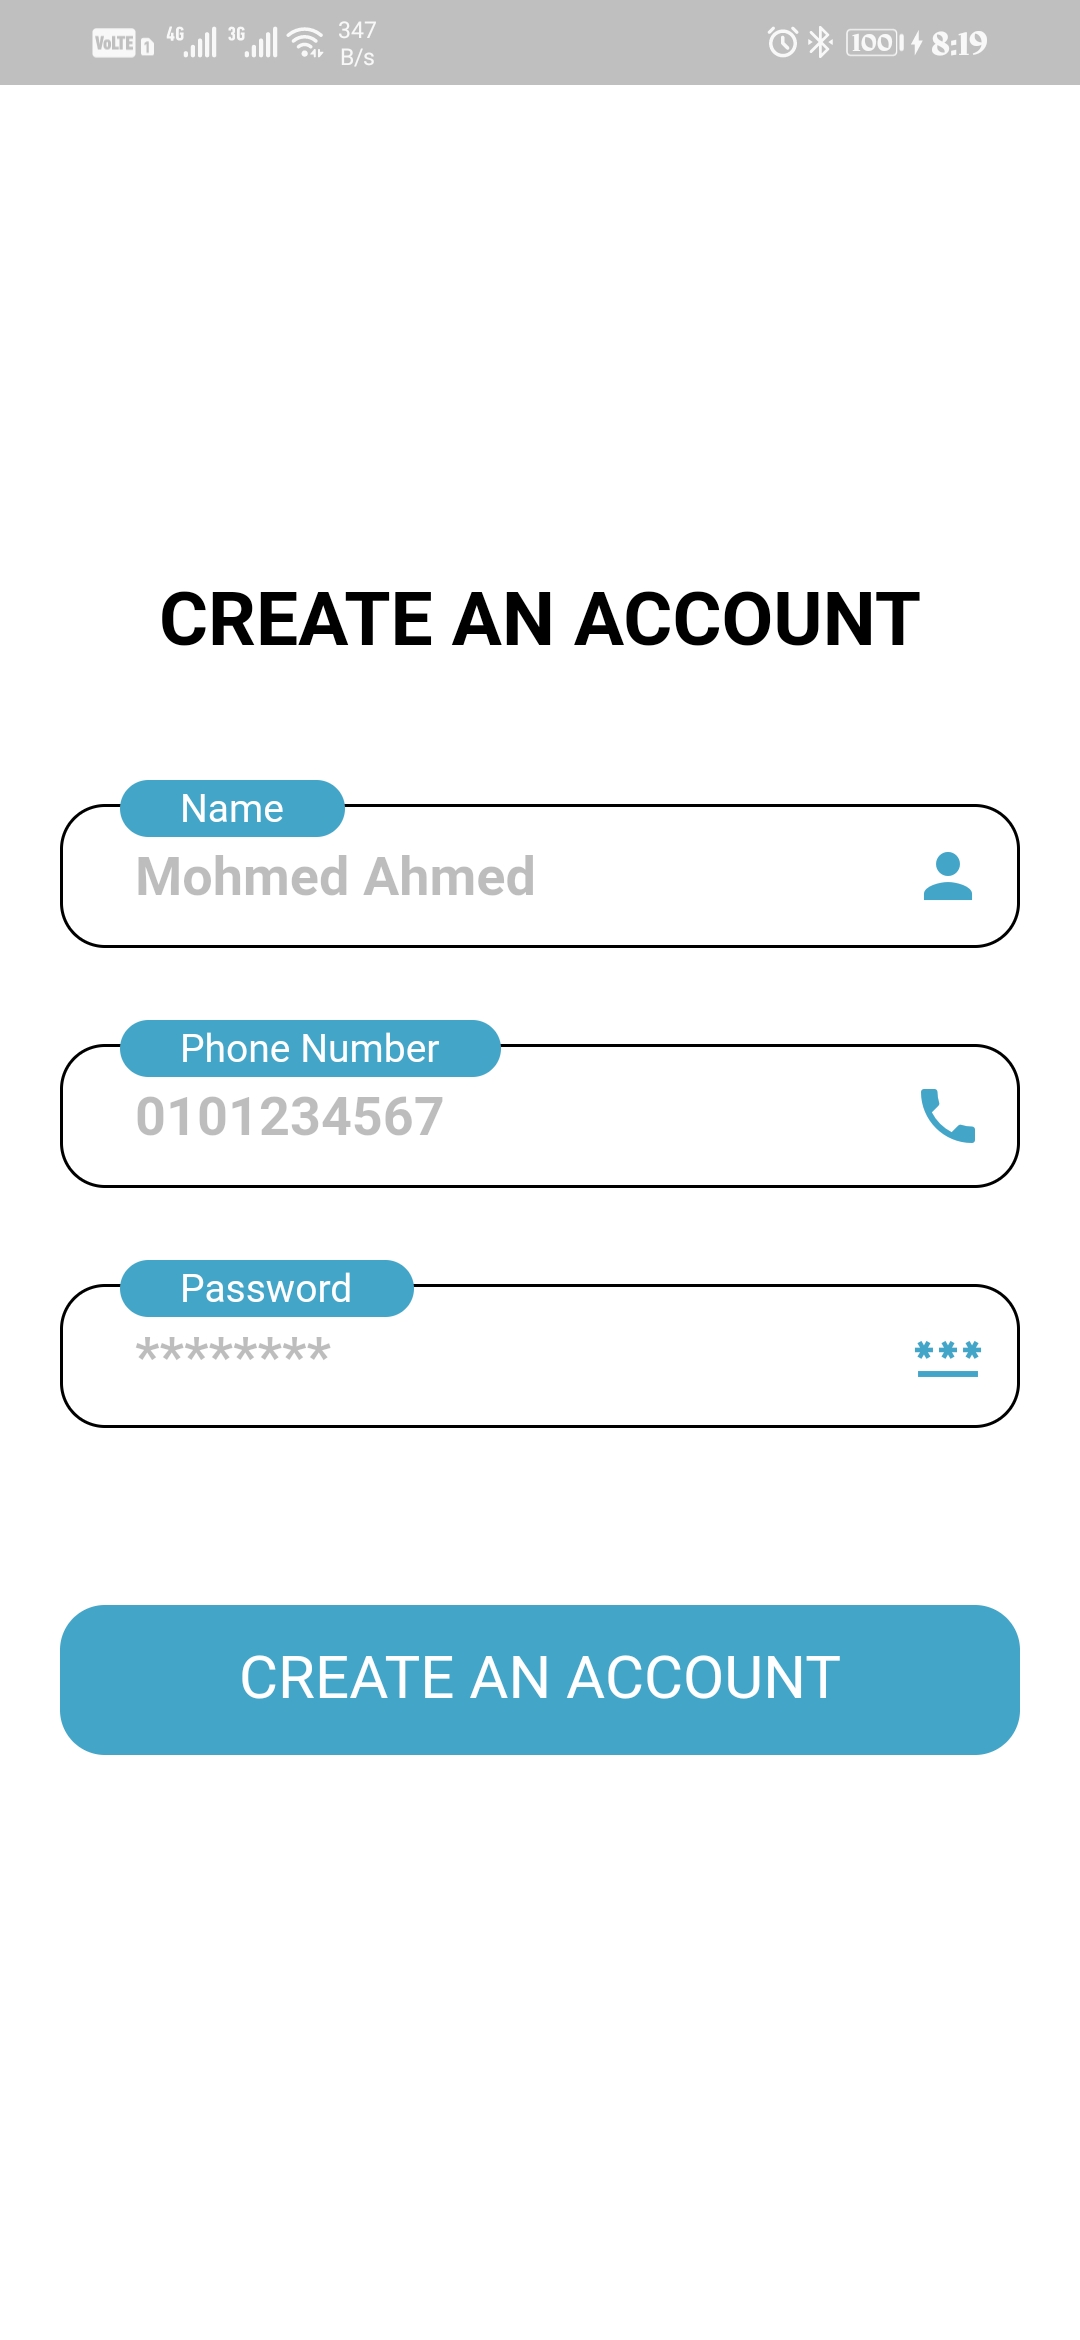 VoLTE 1 4G 3G 347 B/s 100 8:19
CREATE AN ACCOUNT
Name
Mohmed Ahmed
Phone Number
0101234567
Password
********
***
CREATE AN ACCOUNT